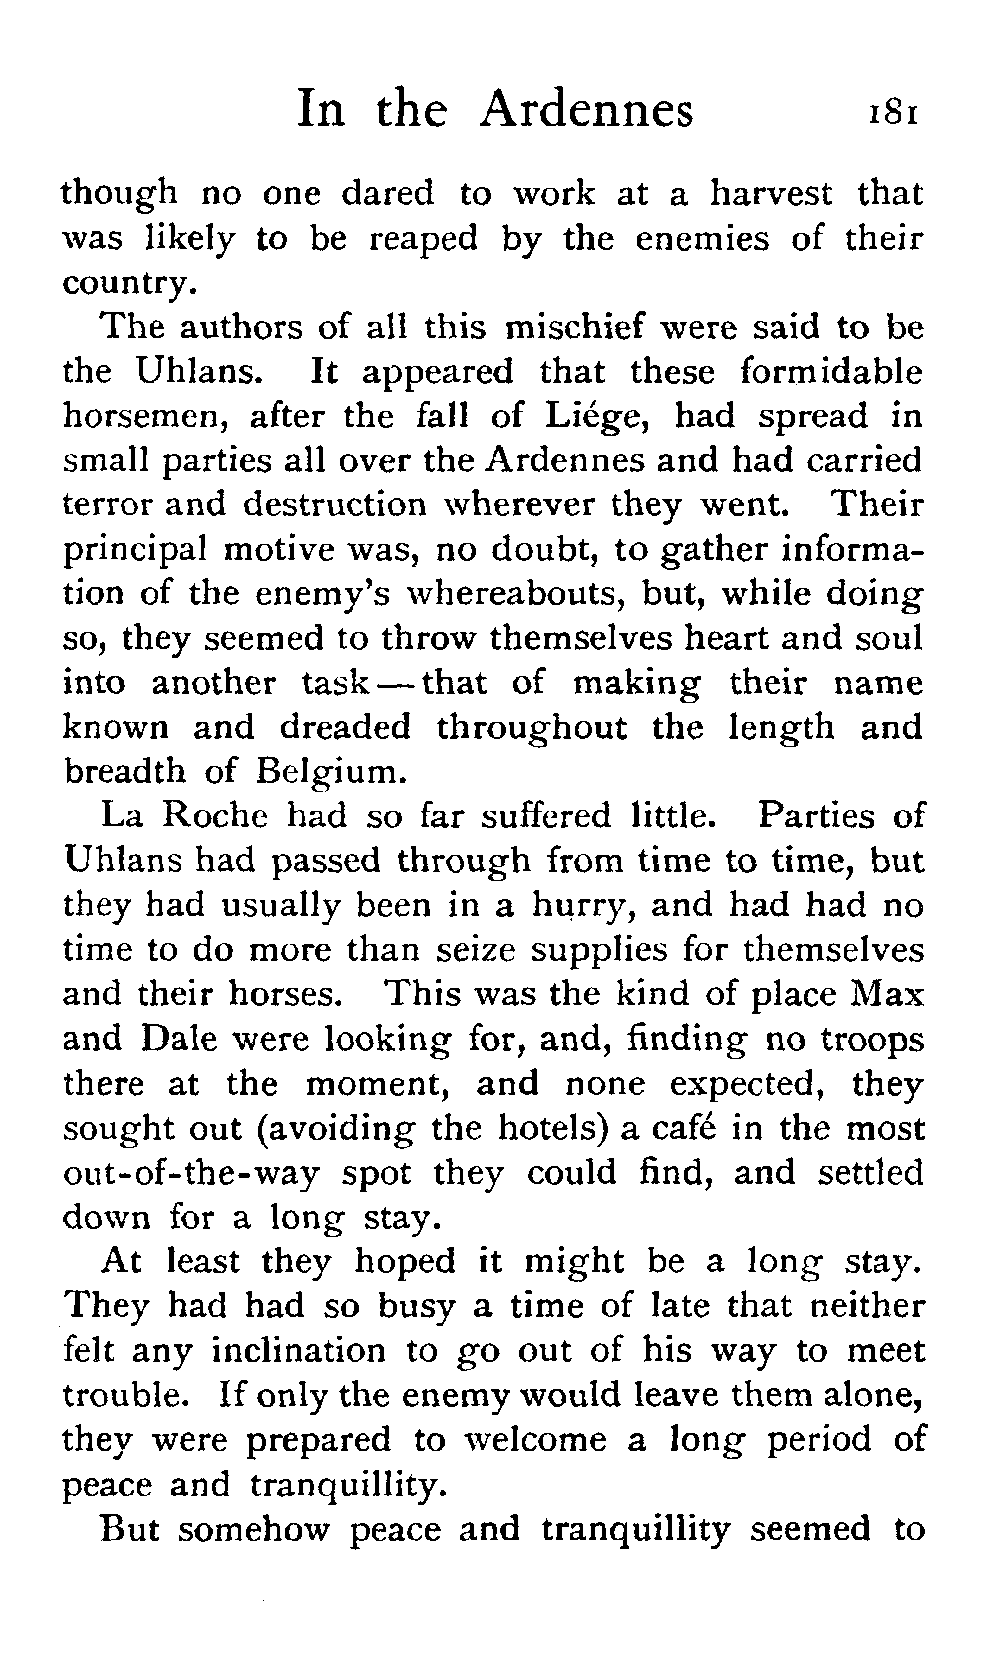 In the Ardennes 181
though no one dared to work at a harvest that
was likely to be reaped by the enemies of their
country.
The authors of all this mischief were said to be
the Uhlans. It appeared that these formidable
horsemen, after the fall of Liége, had spread in
small parties all over the Ardennes and had carried
terror and destruction wherever they went. Their
principal motive was, no doubt, to gather informa-
tion of the enemy's whereabouts, but, while doing
so, they seemed to throw themselves heart and soul
into another task—that of making their name
known and dreaded throughout the length and
breadth of Belgium.
La Roche had so far suffered little. Parties of
Uhlans had passed through from time to time, but
they had usually been in a hurry, and had had no
time to do more than seize supplies for themselves
and their horses. This was the kind of place Max
and Dale were looking for, and, finding no troops
there at the moment, and none expected, they
sought out (avoiding the hotels) a café in the most
out-of-the-way spot they could find, and settled
down for a long stay.
At least they hoped it might be a long stay.
They had had so busy a time of late that neither
felt any inclination to go out of his way to meet
trouble. If only the enemy would leave them alone,
they were prepared to welcome a long period of
peace and tranquillity.
But somehow peace and tranquillity seemed to